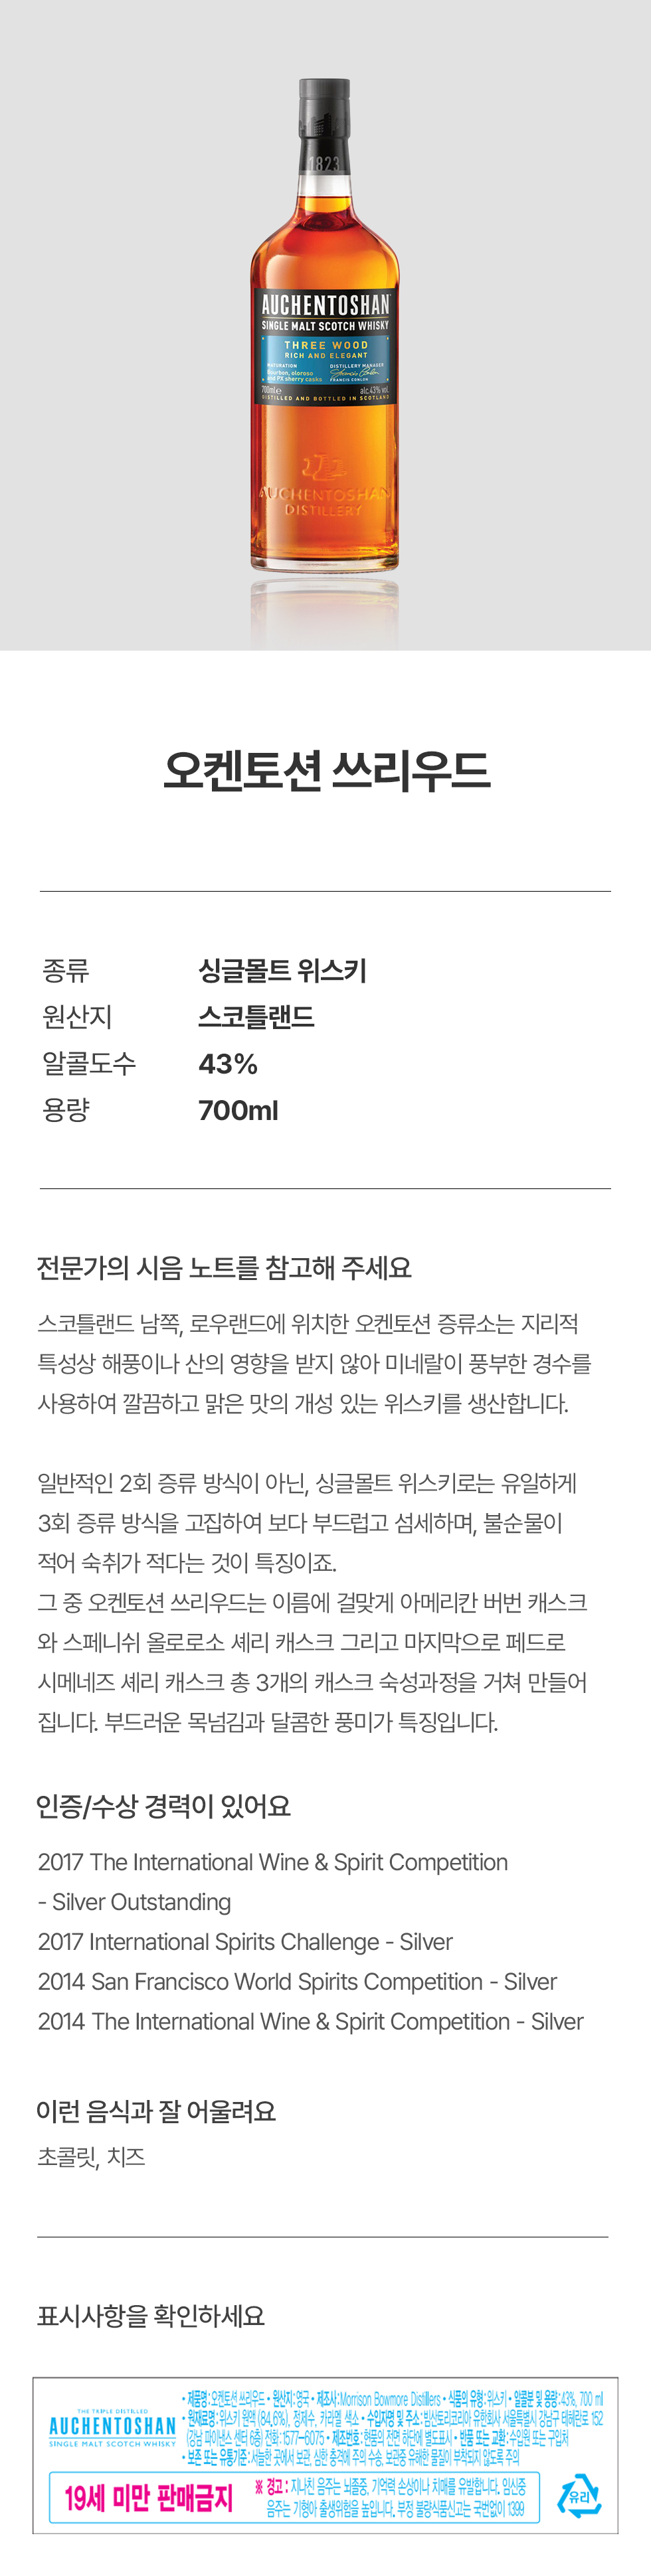 1823
AUCHENTOSHAN
SINGLE MALT SCOTCH WHISKY
THREE WOOD
RICH AND ELEGANT
MATURATION
Bourbon, oloroso
and PX sherry casks
DISTILLERY MANAGER
FRANCIS CONLON
700ml e
alc.43% vol.
DISTILLED AND BOTTLED IN SCOTLAND
AUCHENTOSHAN
DISTILLERY
오켄토션 쓰리우드
종류 싱글몰트 위스키
원산지 스코틀랜드
알콜도수 43%
용량 700ml
전문가의 시음 노트를 참고해 주세요
스코틀랜드 남쪽, 로우랜드에 위치한 오켄토션 증류소는 지리적
특성상 해풍이나 산의 영향을 받지 않아 미네랄이 풍부한 경수를
사용하여 깔끔하고 맑은 맛의 개성 있는 위스키를 생산합니다.
일반적인 2회 증류 방식이 아닌, 싱글몰트 위스키로는 유일하게
3회 증류 방식을 고집하여 보다 부드럽고 섬세하며, 불순물이
적어 숙취가 적다는 것이 특징이죠.
그 중 오켄토션 쓰리우드는 이름에 걸맞게 아메리칸 버번 캐스크
와 스페니쉬 올로로소 셰리 캐스크 그리고 마지막으로 페드로
시메네즈 셰리 캐스크 총 3개의 캐스크 숙성과정을 거쳐 만들어
집니다. 부드러운 목넘김과 달콤한 풍미가 특징입니다.
인증/수상 경력이 있어요
2017 The International Wine & Spirit Competition
- Silver Outstanding
2017 International Spirits Challenge - Silver
2014 San Francisco World Spirits Competition - Silver
2014 The International Wine & Spirit Competition - Silver
이런 음식과 잘 어울려요
초콜릿, 치즈
표시사항을 확인하세요
THE TRIPLE DISTILLED
AUCHENTOSHAN
SINGLE MALT SCOTCH WHISKY
• 제품명:오켄토션 쓰리우드 • 원산지:영국 • 제조사:Morrison Bowmore Distillers • 식품의 유형:위스키 • 알콜분 및 용량:43%, 700 ml
• 원재료명:위스키 원액 (84.6%), 정제수, 카라멜 색소 • 수입자명 및 주소:빔산토리코리아 유한회사 서울특별시 강남구 테헤란로 152
(강남 파이낸스 센터 6층) 전화:1577-6075 • 제조번호:현품의 전면 하단에 별도표시 • 반품 또는 교환:수입원 또는 구입처
• 보존 또는 유통기준:서늘한 곳에서 보관, 심한 충격에 주의 수송, 보관중 유해한 물질이 부착되지 않도록 주의
19세 미만 판매금지
※ 경고 : 지나친 음주는 뇌졸중, 기억력 손상이나 치매를 유발합니다. 임신중
음주는 기형아 출생위험을 높입니다. 부정 불량식품신고는 국번없이 1399
유리